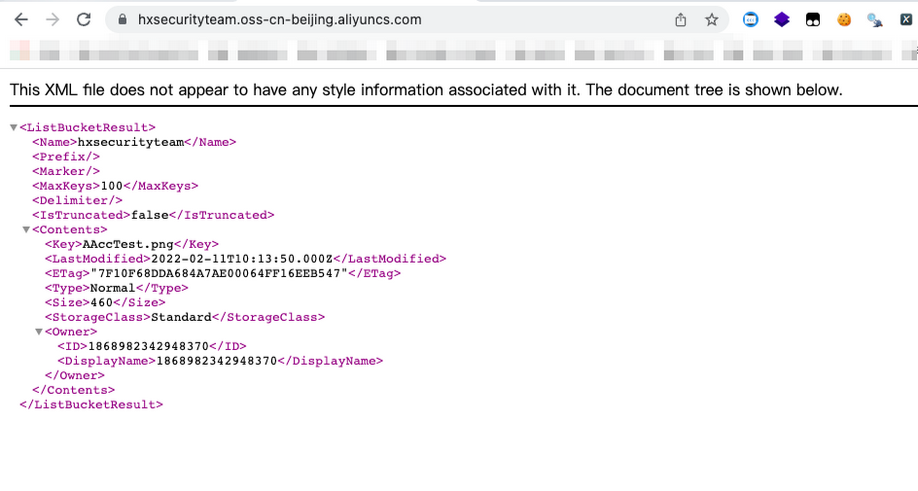 hxsecurityteam.oss-cn-beijing.aliyuncs.com
This XML file does not appear to have any style information associated with it. The document tree is shown below.
<ListBucketResult>
<Name>hxsecurityteam</Name>
<Prefix/>
<Marker/>
<MaxKeys>100</MaxKeys>
<Delimiter/>
<IsTruncated>false</IsTruncated>
<Contents>
<Key>AAccTest.png</Key>
<LastModified>2022-02-11T10:13:50.000Z</LastModified>
<ETag>"7F10F68DDA684A7AE00064FF16EEB547"</ETag>
<Type>Normal</Type>
<Size>460</Size>
<StorageClass>Standard</StorageClass>
<Owner>
<ID>1868982342948370</ID>
<DisplayName>1868982342948370</DisplayName>
</Owner>
</Contents>
</ListBucketResult>